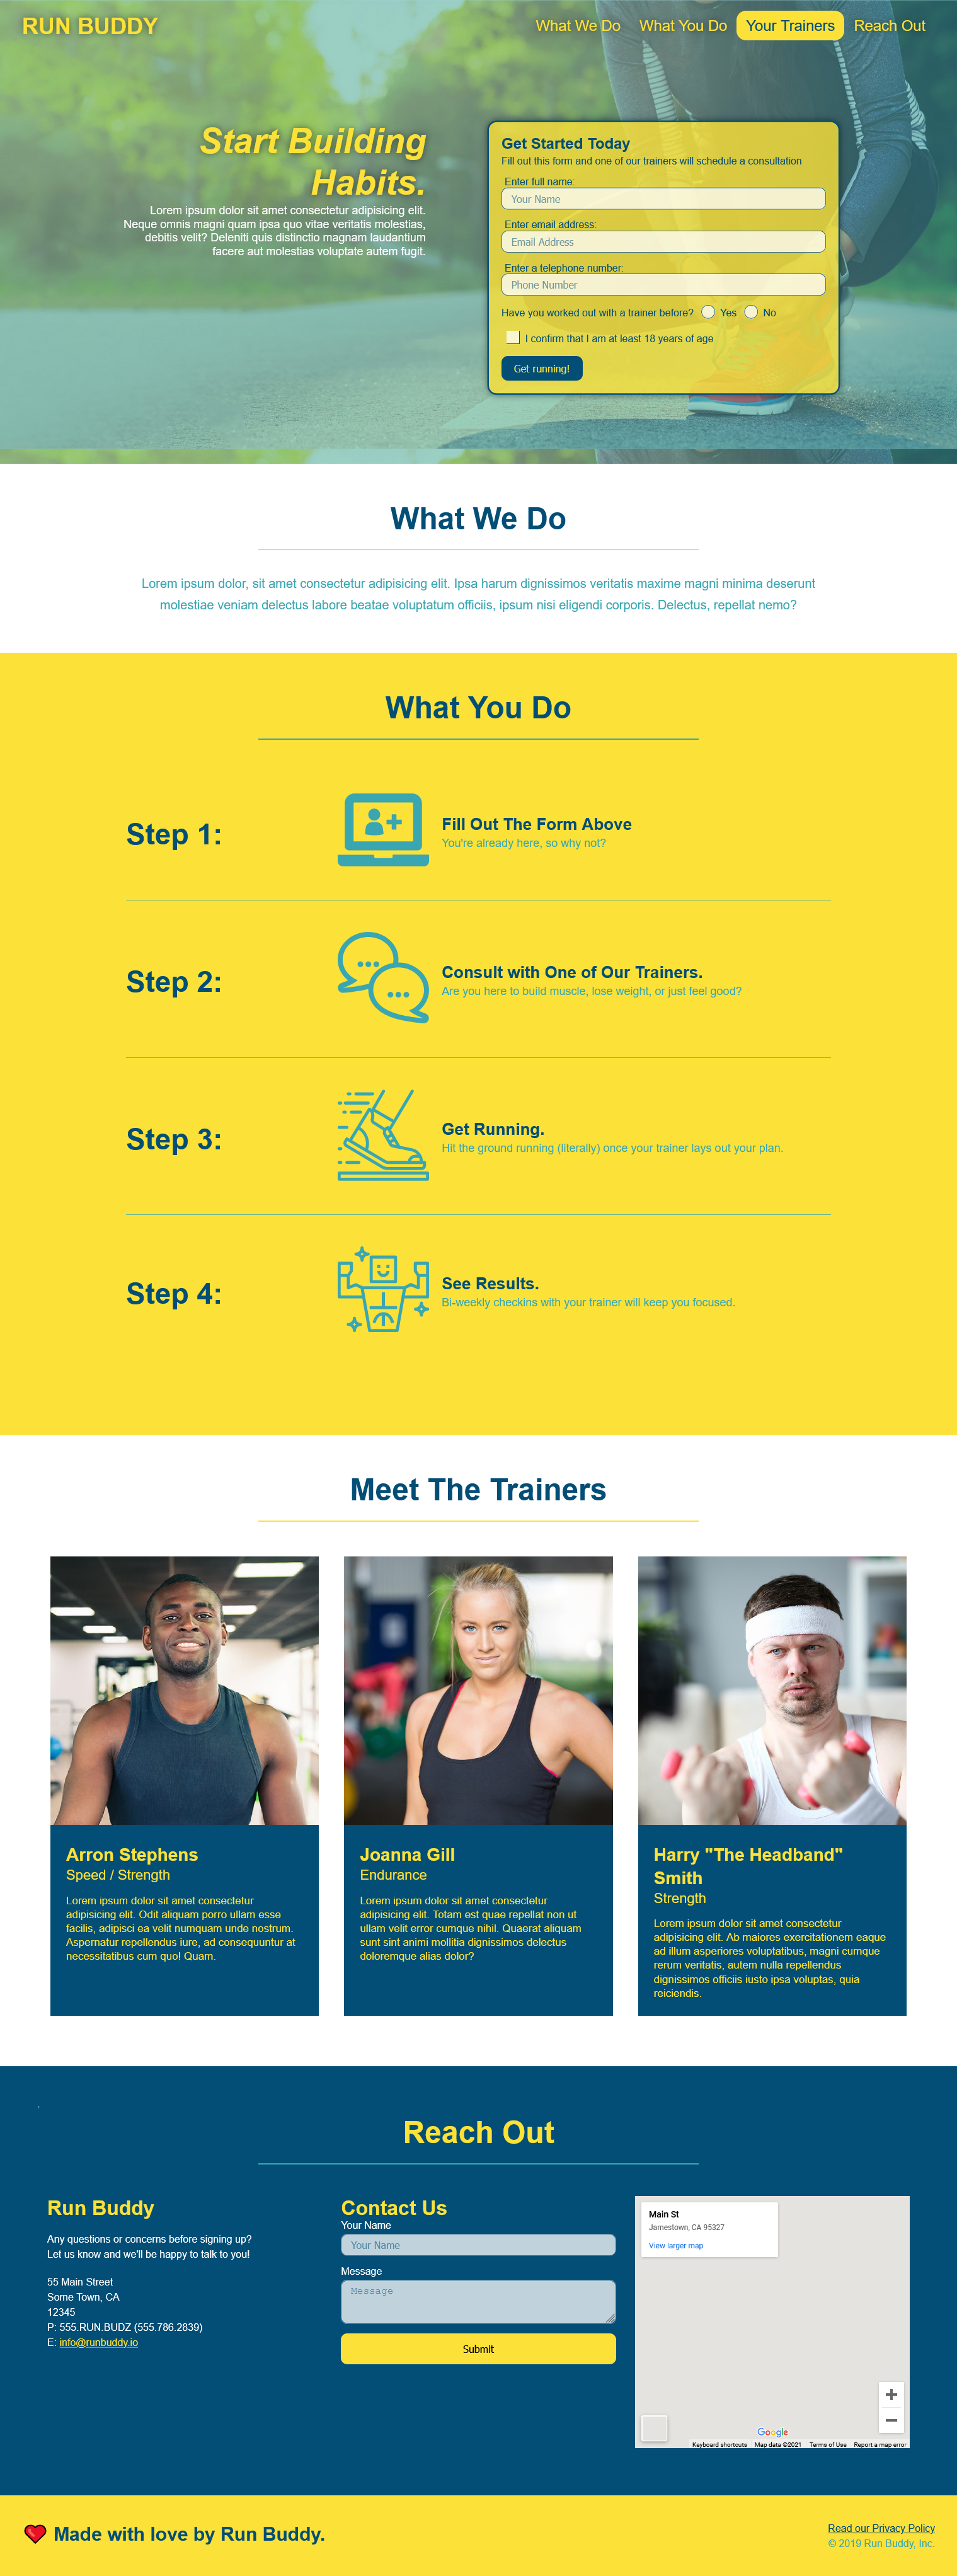 RUN BUDDY
What We Do What You Do Your Trainers Reach Out
Start Building
Habits.
Lorem ipsum dolor sit amet consectetur adipisicing elit.
Neque omnis magni quam ipsa quo vitae veritatis molestias,
debitis velit? Deleniti quis distinctio magnam laudantium
facere aut molestias voluptate autem fugit.
Get Started Today
Fill out this form and one of our trainers will schedule a consultation
Enter full name:
Your Name
Enter email address:
Email Address
Enter a telephone number:
Phone Number
Have you worked out with a trainer before? Yes No
I confirm that I am at least 18 years of age
Get running!
What We Do
Lorem ipsum dolor, sit amet consectetur adipisicing elit. Ipsa harum dignissimos veritatis maxime magni minima deserunt
molestiae veniam delectus labore beatae voluptatum officiis, ipsum nisi eligendi corporis. Delectus, repellat nemo?
What You Do
Step 1:
Fill Out The Form Above
You're already here, so why not?
Step 2:
Consult with One of Our Trainers.
Are you here to build muscle, lose weight, or just feel good?
Step 3:
Get Running.
Hit the ground running (literally) once your trainer lays out your plan.
Step 4:
See Results.
Bi-weekly checkins with your trainer will keep you focused.
Meet The Trainers
Arron Stephens
Speed / Strength
Lorem ipsum dolor sit amet consectetur
adipisicing elit. Odit aliquam porro ullam esse
facilis, adipisci ea velit numquam unde nostrum.
Aspernatur repellendus iure, ad consequuntur at
necessitatibus cum quo! Quam.
Joanna Gill
Endurance
Lorem ipsum dolor sit amet consectetur
adipisicing elit. Totam est quae repellat non ut
ullam velit error cumque nihil. Quaerat aliquam
sunt sint animi mollitia dignissimos delectus
doloremque alias dolor?
Harry "The Headband"
Smith
Strength
Lorem ipsum dolor sit amet consectetur
adipisicing elit. Ab maiores exercitationem eaque
ad illum asperiores voluptatibus, magni cumque
rerum veritatis, autem nulla repellendus
dignissimos officiis iusto ipsa voluptas, quia
reiciendis.
Reach Out
Run Buddy
Any questions or concerns before signing up?
Let us know and we'll be happy to talk to you!
55 Main Street
Some Town, CA
12345
P: 555.RUN.BUDZ (555.786.2839)
E: info@runbuddy.io
Contact Us
Your Name
Your Name
Message
Message
Submit
Main St
Jamestown, CA 95327
View larger map
Google
Keyboard shortcuts Map data ©2021 Terms of Use Report a map error
Made with love by Run Buddy.
Read our Privacy Policy
© 2019 Run Buddy, Inc.